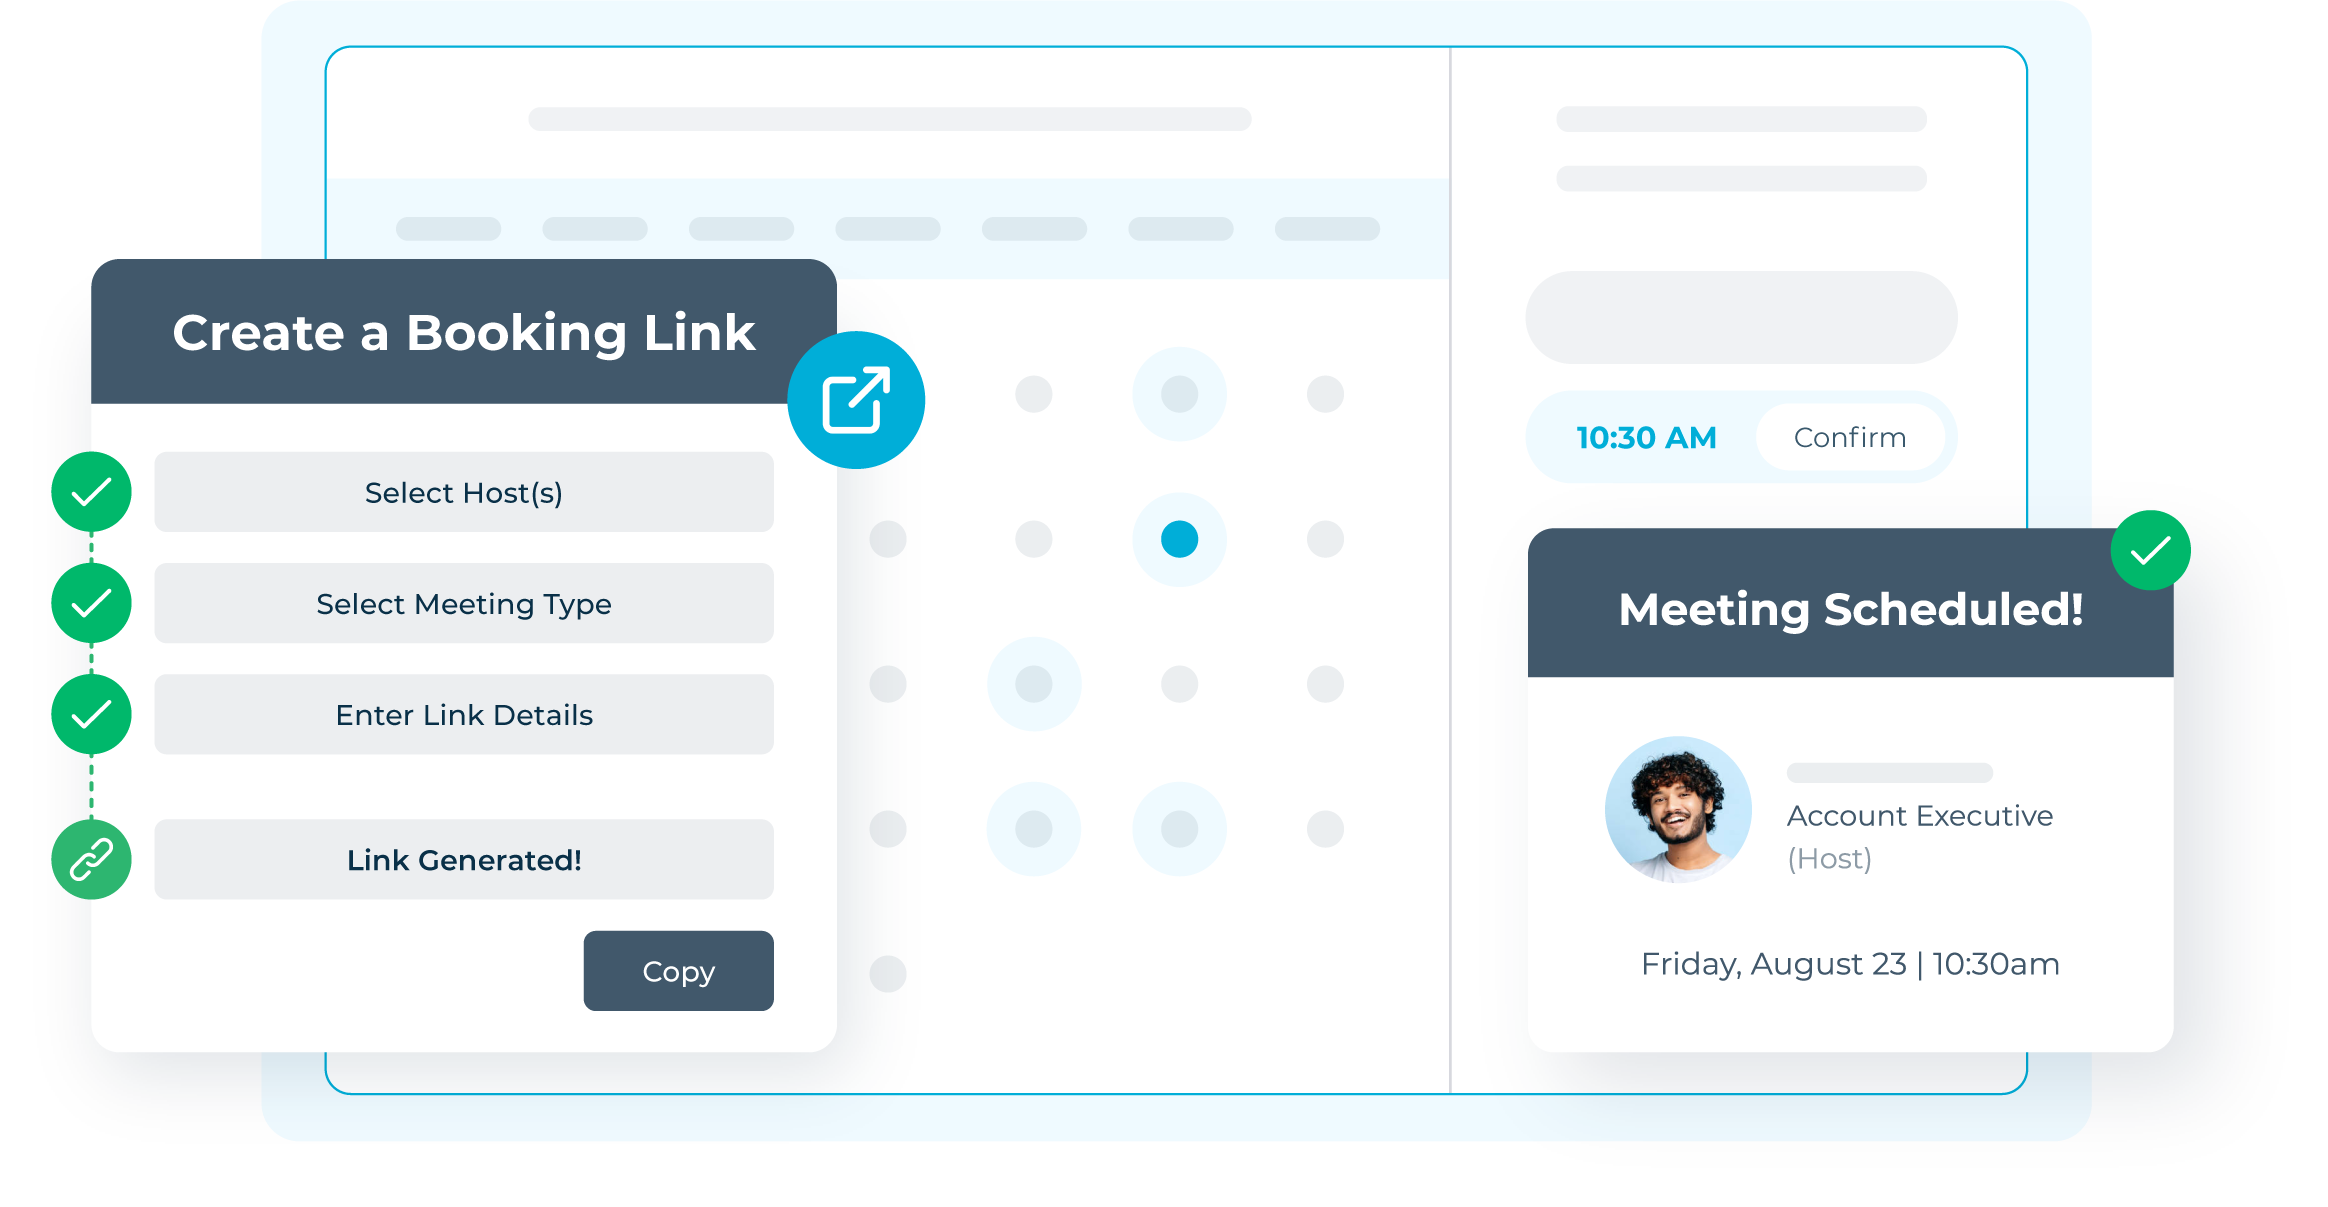 Create a Booking Link
Select Host(s)
Select Meeting Type
Enter Link Details
Link Generated!
Copy
10:30 AM
Confirm
Meeting Scheduled!
Account Executive
(Host)
Friday, August 23 | 10:30am